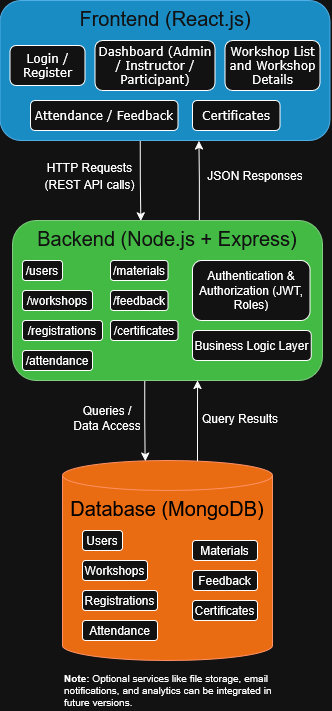 Frontend (React.js)
Login /
Register
Dashboard (Admin
/ Instructor /
Participant)
Workshop List
and Workshop
Details
Attendance / Feedback
Certificates
HTTP Requests
(REST API calls)
JSON Responses
Backend (Node.js + Express)
/users
/materials
/workshops
/feedback
/registrations
/certificates
/attendance
Authentication &
Authorization (JWT,
Roles)
Business Logic Layer
Queries /
Data Access
Query Results
Database (MongoDB)
Users
Workshops
Registrations
Attendance
Materials
Feedback
Certificates
Note: Optional services like file storage, email
notifications, and analytics can be integrated in
future versions.